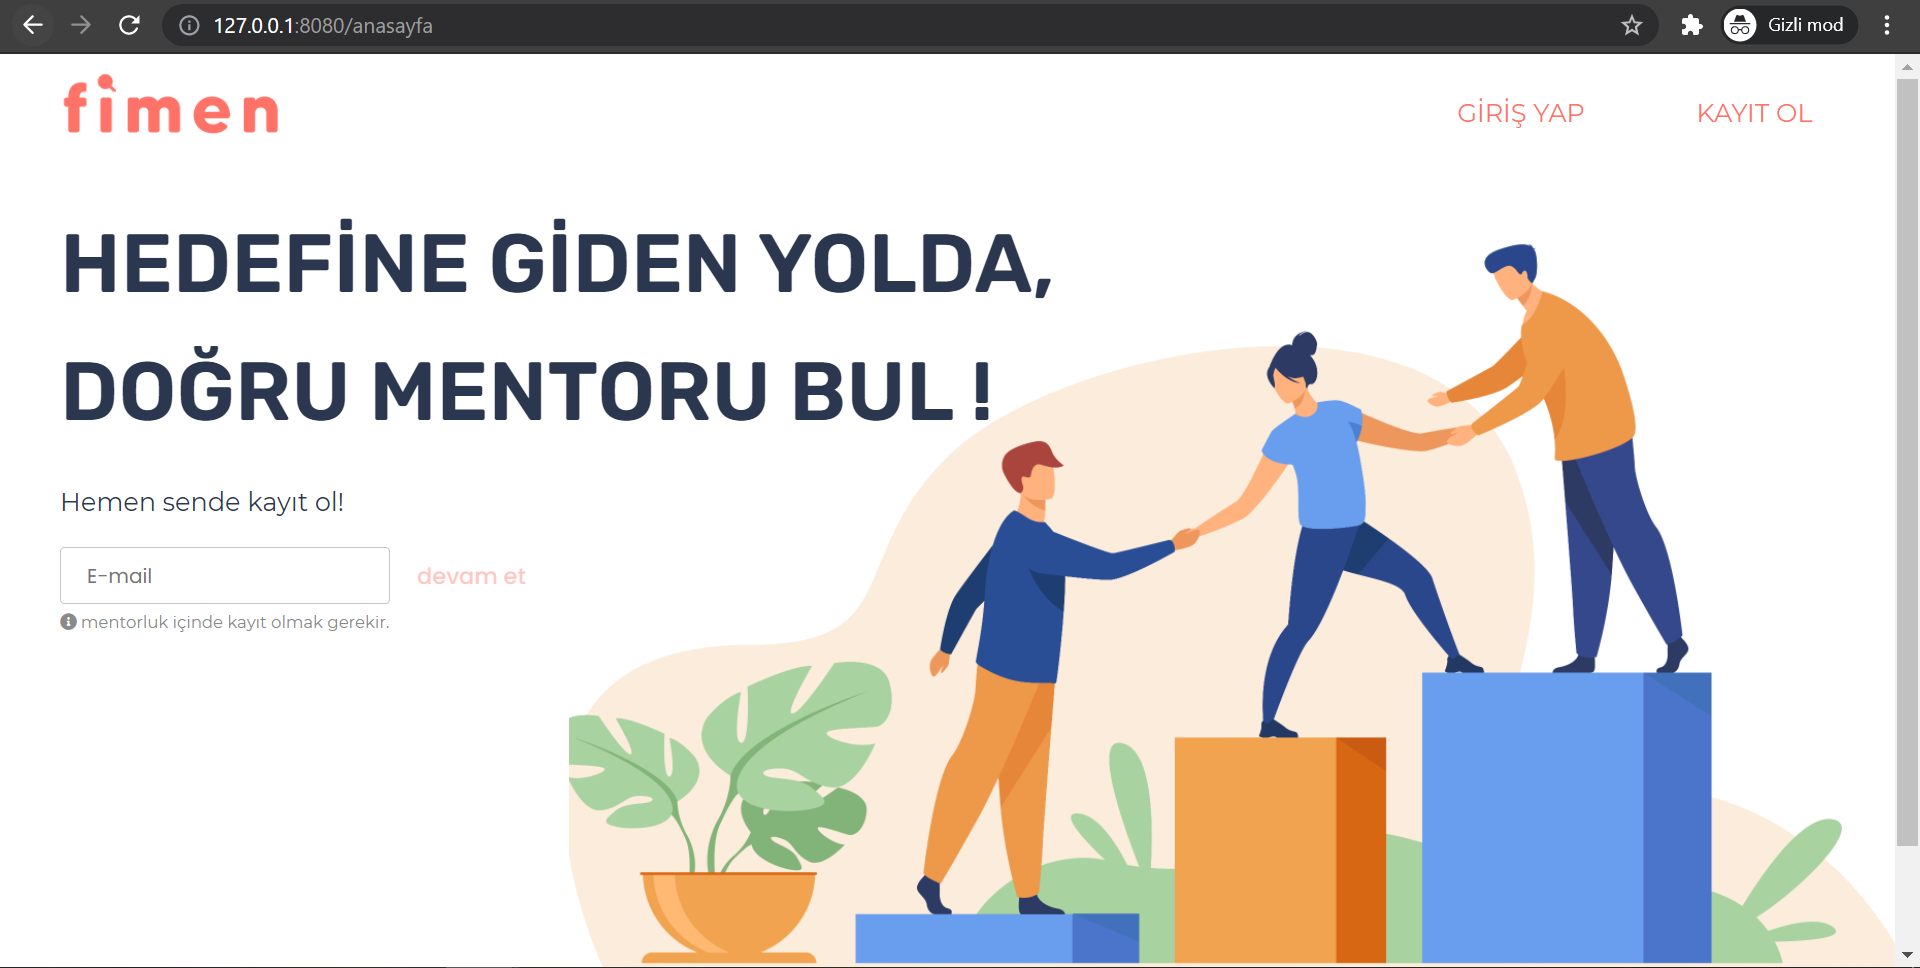 127.0.0.1:8080/anasayfa
Gizli mod
fimen
GİRİŞ YAP
KAYIT OL
HEDEFİNE GİDEN YOLDA,
DOĞRU MENTORU BUL !
Hemen sende kayıt ol!
E-mail
devam et
mentorluk içinde kayıt olmak gerekir.